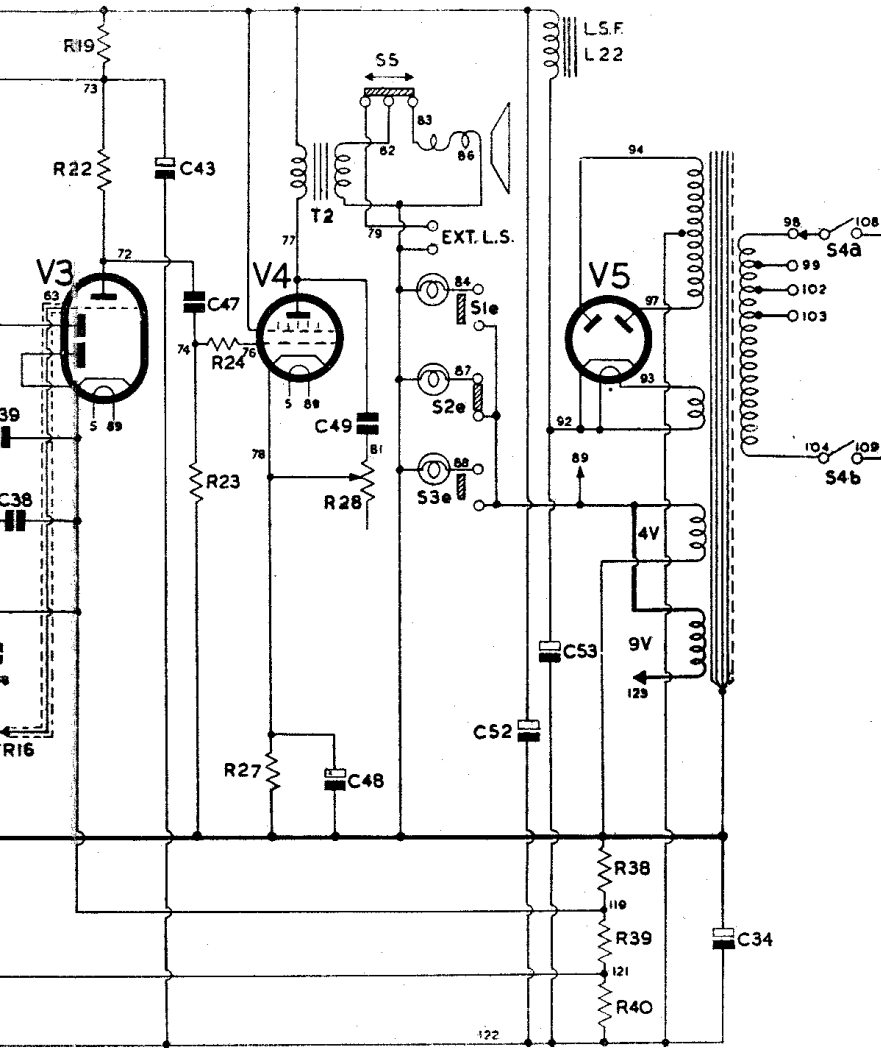 R19
73
R22
C43
72
V3
63
5 89
39
C38
R16
C47
74
R24
76
R23
V4
77
T2
S5
82
83
86
79
EXT. L.S.
84
S1e
87
S2e
88
S3e
5 89
C49
81
R28
78
R27
C48
L.S.F.
L22
94
V5
97
93
92
89
4V
9V
123
C53
C52
98
99
102
103
S4a
108
104
S4b
109
R38
119
R39
121
R40
C34
122